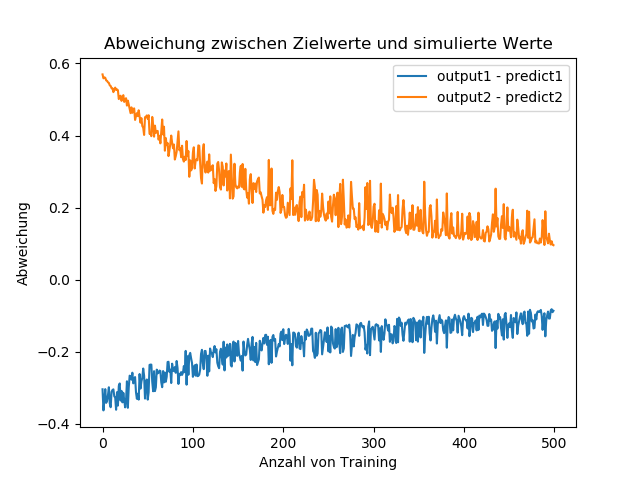 Abweichung zwischen Zielwerte und simulierte Werte
output1 - predict1
output2 - predict2
Abweichung
0.6
0.4
0.2
0.0
−0.2
−0.4
0 100 200 300 400 500
Anzahl von Training